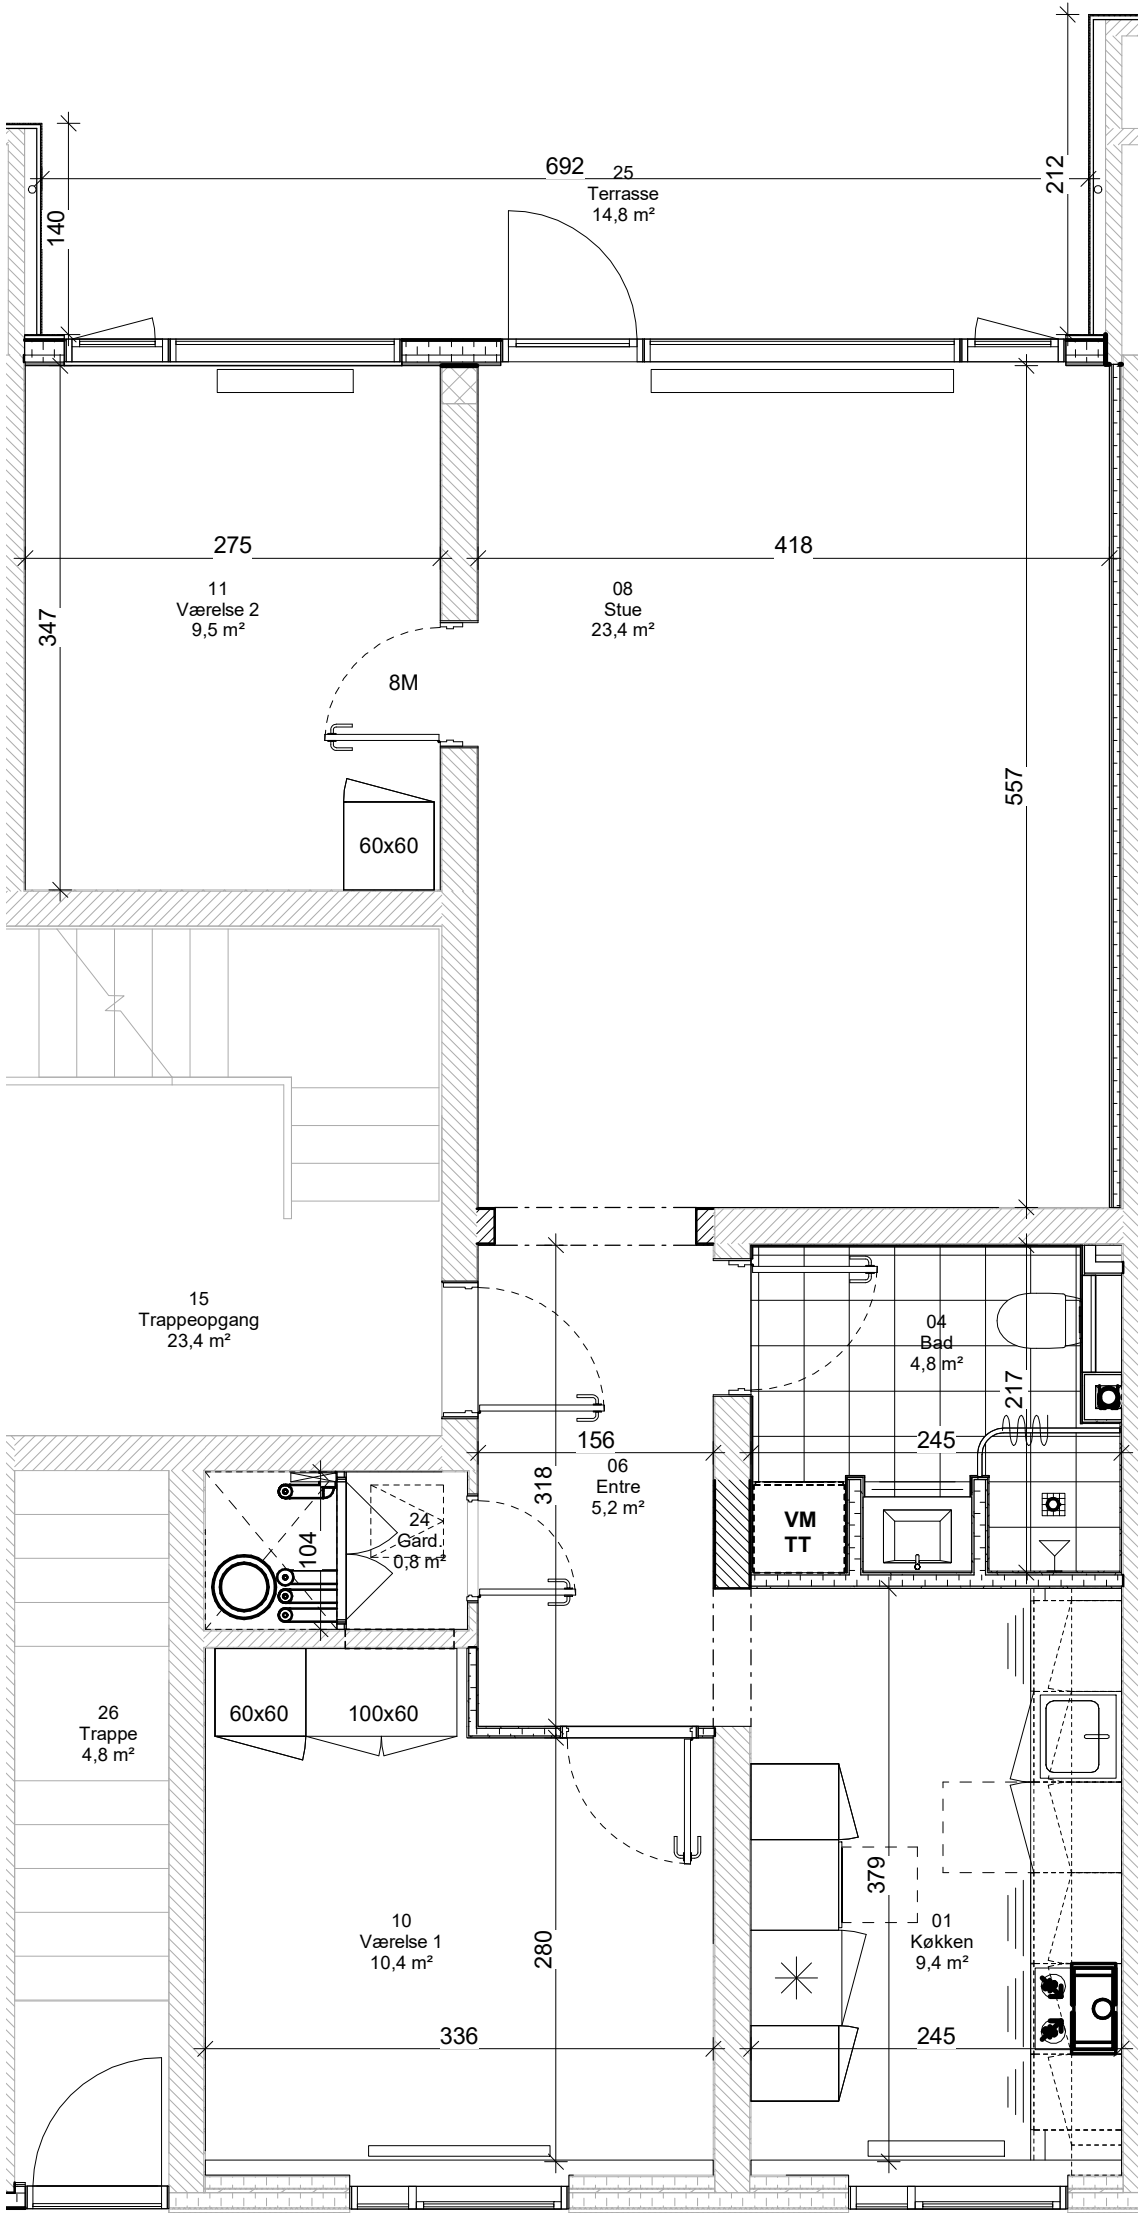 692
25
Terrasse
14,8 m²
212
140
275
418
11
Værelse 2
9,5 m²
08
Stue
23,4 m²
347
8M
557
60x60
15
Trappeopgang
23,4 m²
04
Bad
4,8 m²
217
156
245
318
06
Entre
5,2 m²
24
Gard.
0,8 m²
104
VM
TT
60x60
100x60
26
Trappe
4,8 m²
379
10
Værelse 1
10,4 m²
280
01
Køkken
9,4 m²
336
245